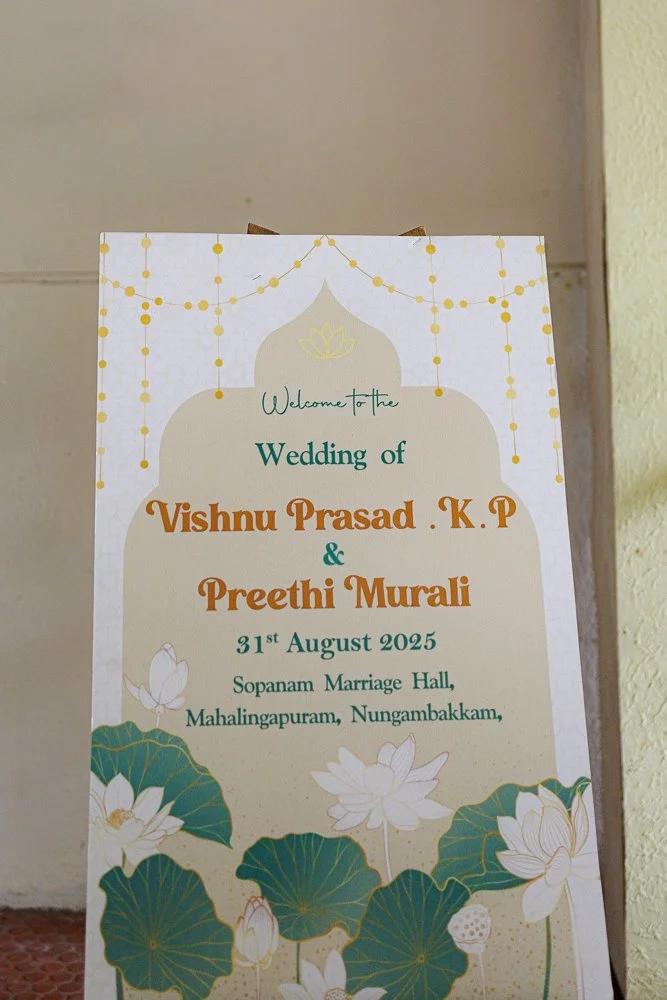 Welcome to the
Wedding of
Vishnu Prasad .K.P
&
Preethi Murali
31st August 2025
Sopanam Marriage Hall,
Mahalingapuram, Nungambakkam,